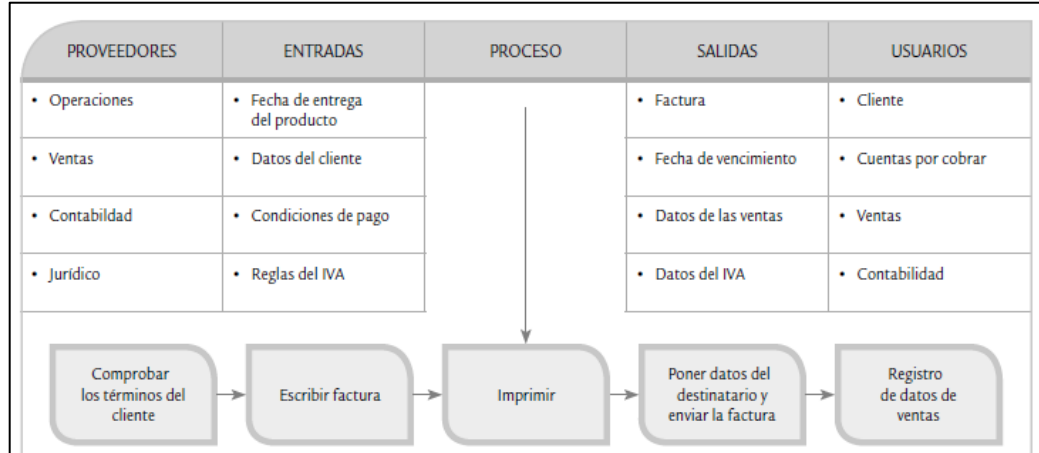 PROVEEDORES ENTRADAS PROCESO SALIDAS USUARIOS
• Operaciones • Fecha de entrega • Factura • Cliente
del producto
• Ventas • Datos del cliente • Fecha de vencimiento • Cuentas por cobrar
• Contabildad • Condiciones de pago • Datos de las ventas • Ventas
• Jurídico • Reglas del IVA • Datos del IVA • Contabilidad
Comprobar
los términos del
cliente
Escribir factura
Imprimir
Poner datos del
destinatario y
enviar la factura
Registro
de datos de
ventas